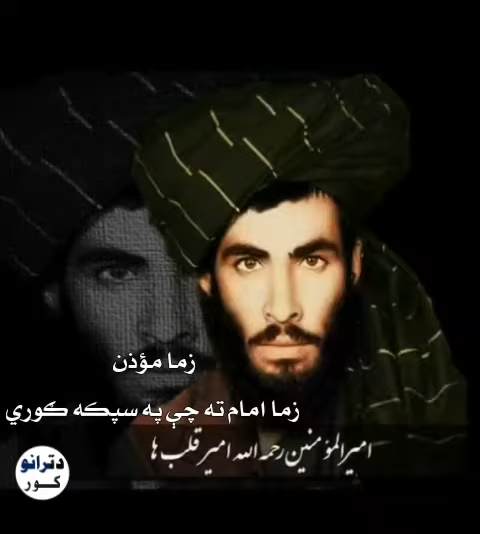 زما مؤذن
زما امام ته چې په سپکه ګوري
امیرالمؤمنین رحمه الله امیر قلب ها
دترانو
کور